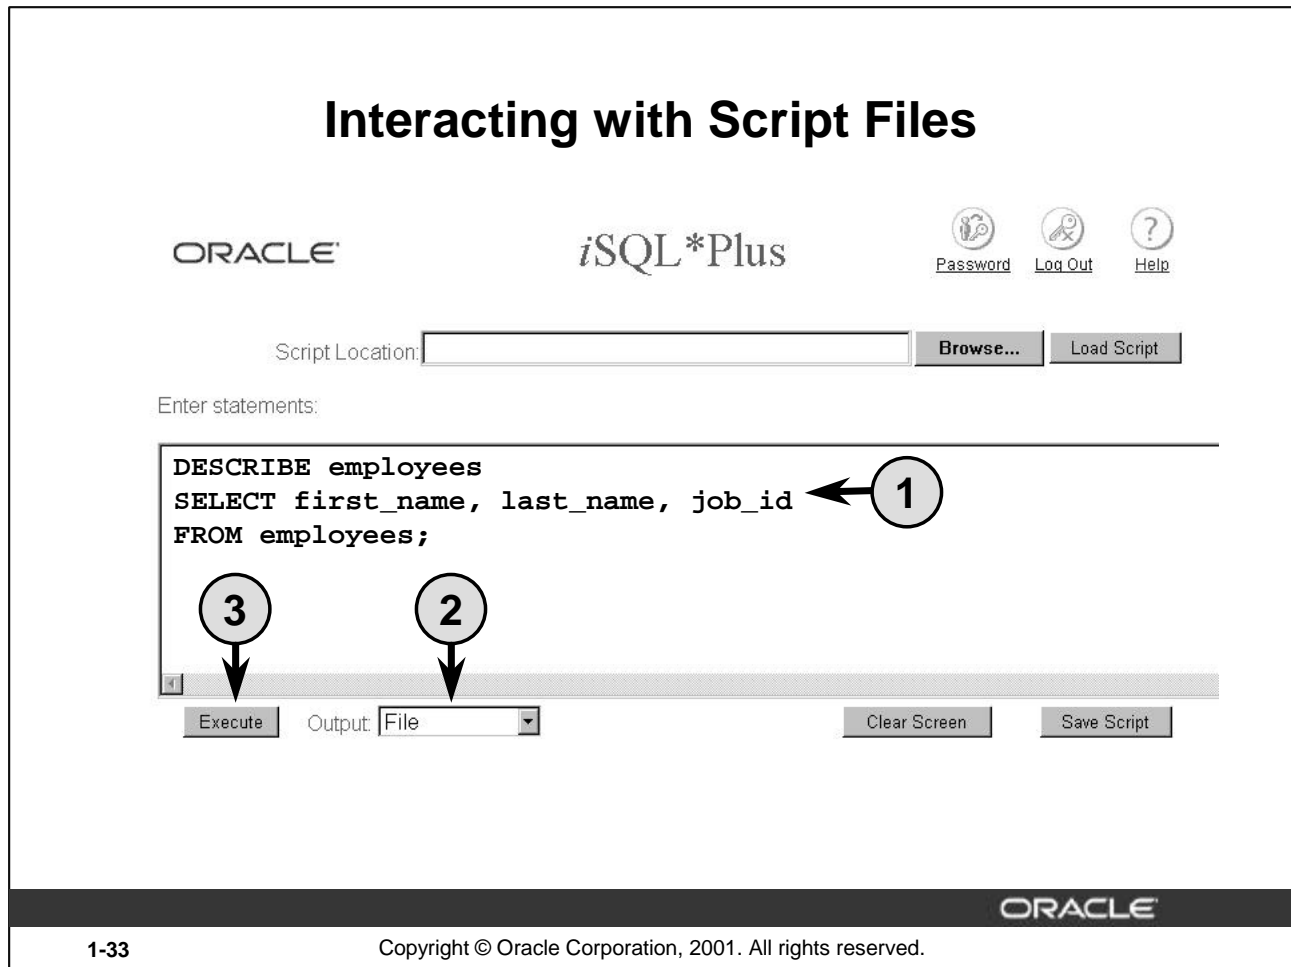 Interacting with Script Files
ORACLE®
iSQL*Plus
Password
Log Out
?
Help
Script Location:
Browse...
Load Script
Enter statements:
DESCRIBE employees
SELECT first_name, last_name, job_id
1
FROM employees;
3
2
Execute
Output:
File
Clear Screen
Save Script
ORACLE®
1-33
Copyright © Oracle Corporation, 2001. All rights reserved.